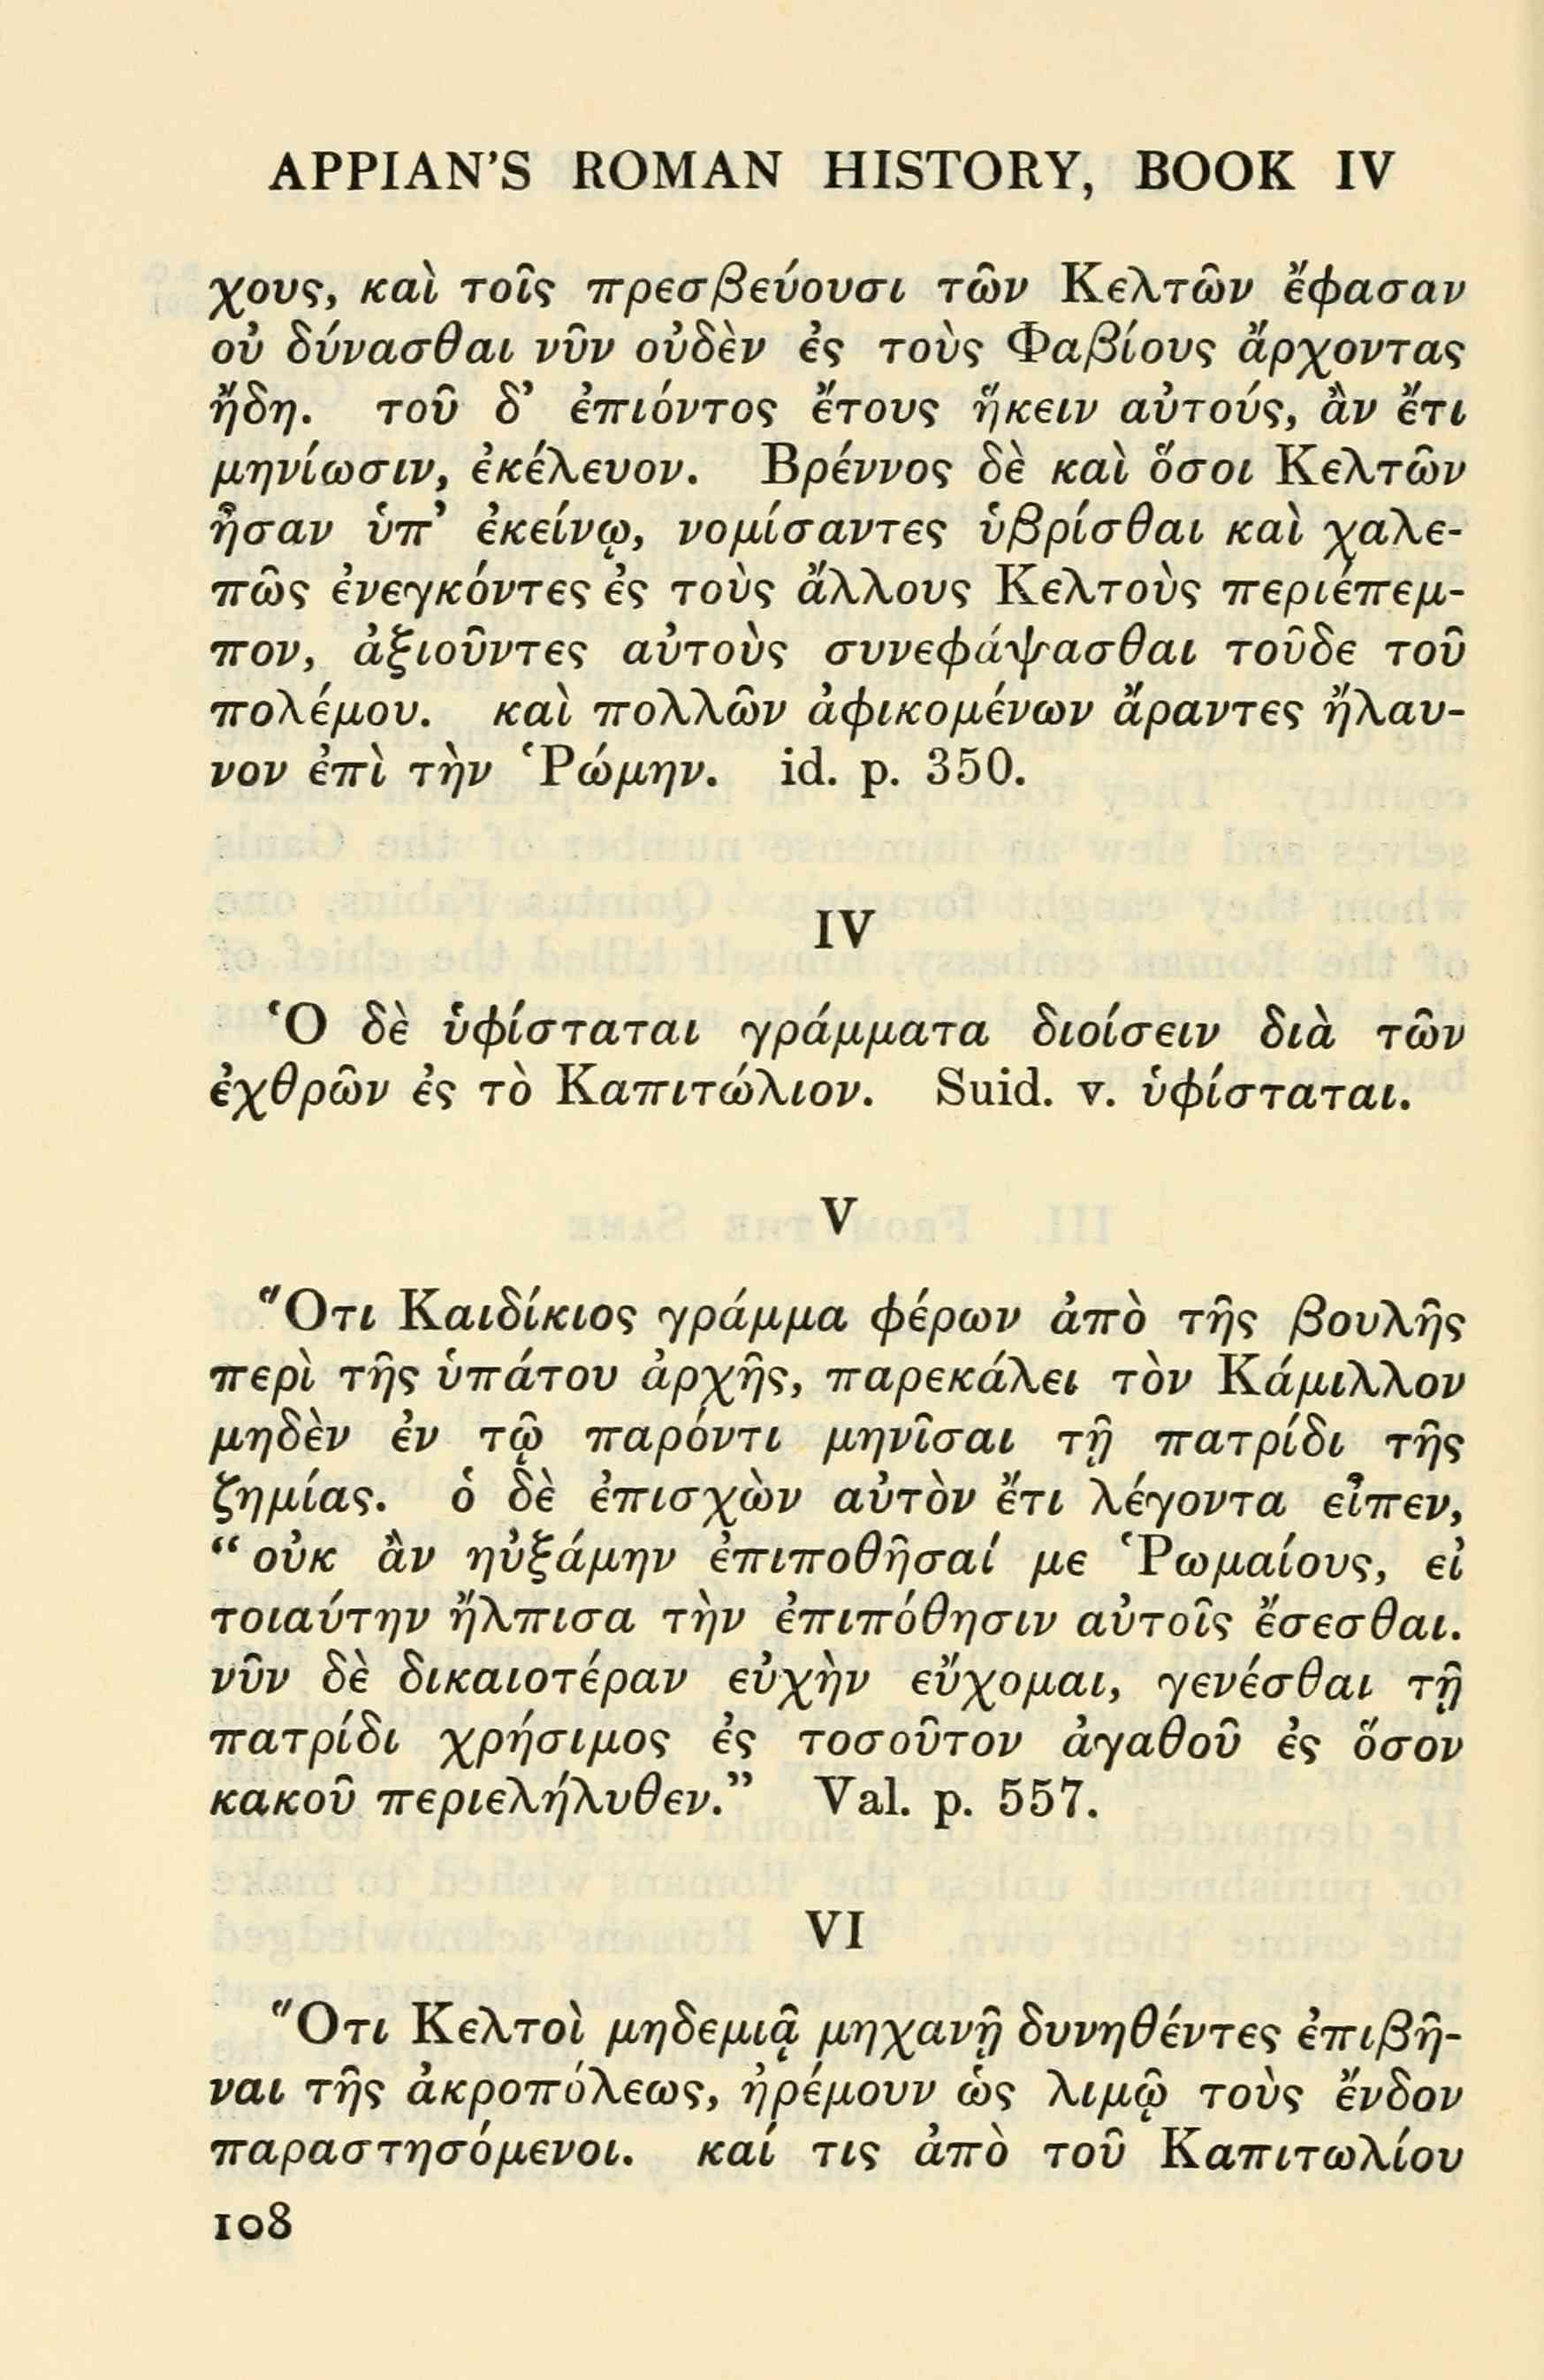 APPIAN'S ROMAN HISTORY, BOOK IV
χους, καὶ τοῖς πρεσβεύουσι τῶν Κελτῶν ἔφασαν
οὐ δύνασθαι νῦν οὐδὲν ἐς τοὺς Φαβίους ἄρχοντας
ἤδη. τοῦ δ’ ἐπιόντος ἔτους ἥκειν αὐτούς, ἂν ἔτι
μηνίωσιν, ἐκέλευον. Βρέννος δὲ καὶ ὅσοι Κελτῶν
ἦσαν ὑπ’ ἐκείνῳ, νομίσαντες ὑβρίσθαι καὶ χαλε-
πῶς ἐνεγκόντες ἐς τοὺς ἄλλους Κελτοὺς περιέπεμ-
πον, ἀξιοῦντες αὐτοὺς συνεφάψασθαι τοῦδε τοῦ
πολέμου. καὶ πολλῶν ἀφικομένων ἄραντες ἤλαυ-
νον ἐπὶ τὴν Ῥώμην. id. p. 350.
IV
Ὁ δὲ ὑφίσταται γράμματα διοίσειν διὰ τῶν
ἐχθρῶν ἐς τὸ Καπιτώλιον. Suid. v. ὑφίσταται.
V
Ὅτι Καιδίκιος γράμμα φέρων ἀπὸ τῆς βουλῆς
περὶ τῆς ὑπάτου ἀρχῆς, παρεκάλει τὸν Κάμιλλον
μηδὲν ἐν τῷ παρόντι μηνῖσαι τῇ πατρίδι τῆς
ζημίας. ὁ δὲ ἐπισχὼν αὐτὸν ἔτι λέγοντα εἶπεν,
“οὐκ ἂν ηὐξάμην ἐπιποθῆσαί με Ῥωμαίους, εἰ
τοιαύτην ἤλπισα τὴν ἐπιπόθησιν αὐτοῖς ἔσεσθαι.
νῦν δὲ δικαιοτέραν εὐχὴν εὔχομαι, γενέσθαι τῇ
πατρίδι χρήσιμος ἐς τοσοῦτον ἀγαθοῦ ἐς ὅσον
κακοῦ περιελήλυθεν.” Val. p. 557.
VI
Ὅτι Κελτοὶ μηδεμιᾷ μηχανῇ δυνηθέντες ἐπιβῆ-
ναι τῆς ἀκροπόλεως, ἠρέμουν ὡς λιμῷ τοὺς ἔνδον
παραστησόμενοι. καί τις ἀπὸ τοῦ Καπιτωλίου
108